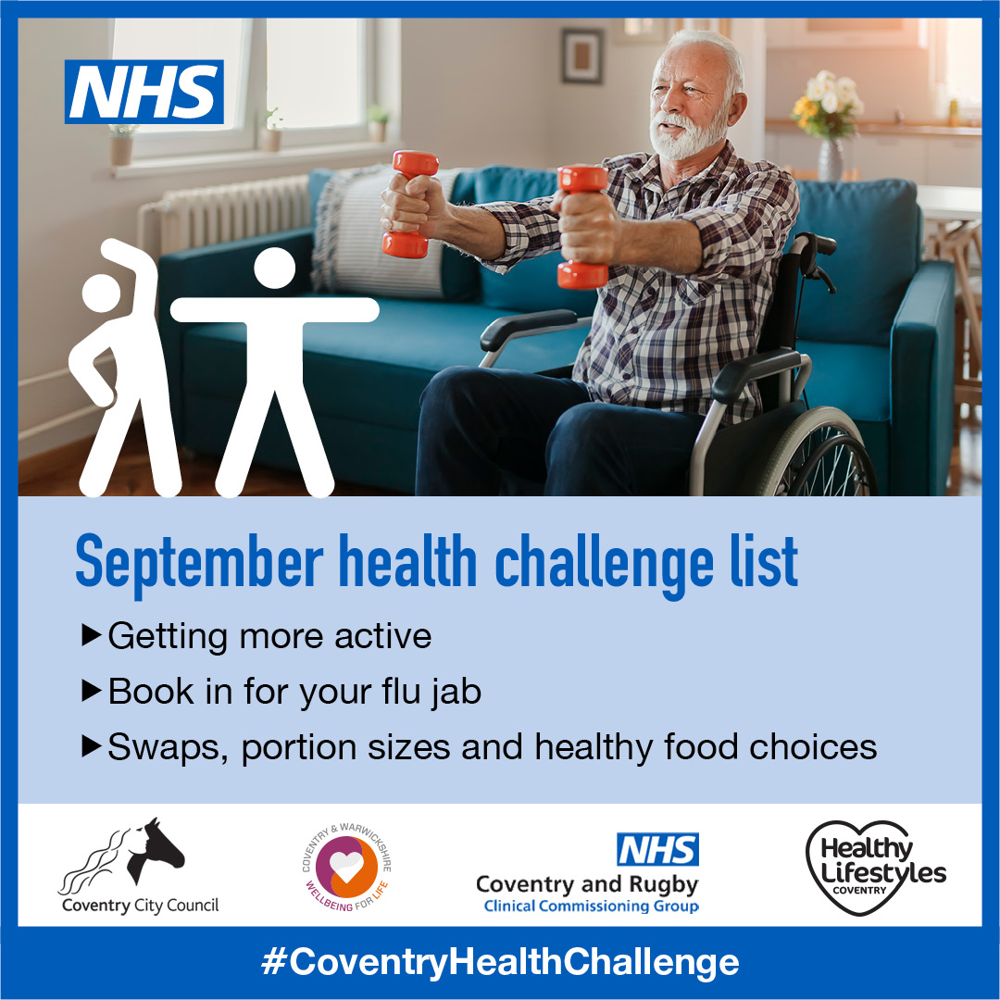 NHS
September health challenge list
Getting more active
Book in for your flu jab
Swaps, portion sizes and healthy food choices
Coventry City Council
COVENTRY & WARWICKSHIRE
WELLBEING FOR LIFE
NHS
Coventry and Rugby
Clinical Commissioning Group
Healthy
Lifestyles
COVENTRY
#CoventryHealthChallenge